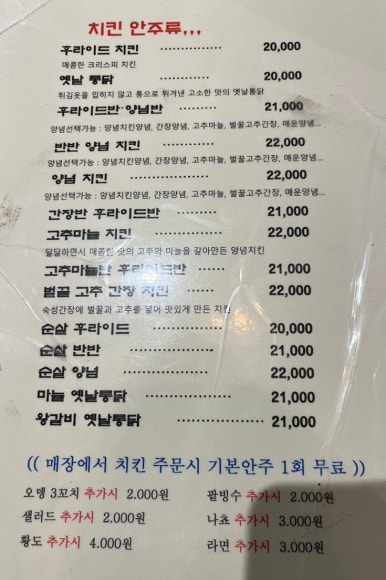 치킨 안주류,,,
후라이드 치킨 ·············· 20,000
매콤한 크리스피 치킨
옛날 통닭 ·············· 20,000
튀김옷을 입히지 않고 통으로 튀겨낸 고소한 맛의 옛날통닭
후라이드반·양념반 ·········· 21,000
양념선택가능 : 양념치킨양념, 간장양념, 고추마늘, 벌꿀고추간장, 매운양념...
반반 양념 치킨 ·········· 22,000
양념선택가능 : 양념치킨양념, 간장양념, 고추마늘, 벌꿀고추간장, 매운양념...
양념 치킨 ·············· 22,000
양념선택가능 : 양념치킨양념, 간장양념, 고추마늘, 벌꿀고추간장, 매운양념...
간장반 후라이드반 ········ 21,000
고추마늘 치킨 ············ 22,000
달달하면서 매콤한 맛의 고추와 마늘을 갈아만든 양념치킨
고추마늘반 후라이드반 ······ 21,000
벌꿀 고추 간장 치킨 ······ 22,000
숙성간장에 벌꿀과 고추를 넣어 맛있게 만든 치킨
순살 후라이드 ·············· 20,000
순살 반반 ················ 21,000
순살 양념 ················ 22,000
마늘 옛날통닭 ·············· 21,000
왕갈비 옛날통닭 ················ 21,000
(( 매장에서 치킨 주문시 기본안주 1회 무료 ))
오뎅 3꼬치 추가시 2.000원 팥빙수 추가시 2.000원
샐러드 추가시 2.000원 나쵸 추가시 3.000원
황도 추가시 4.000원 라면 추가시 3.000원